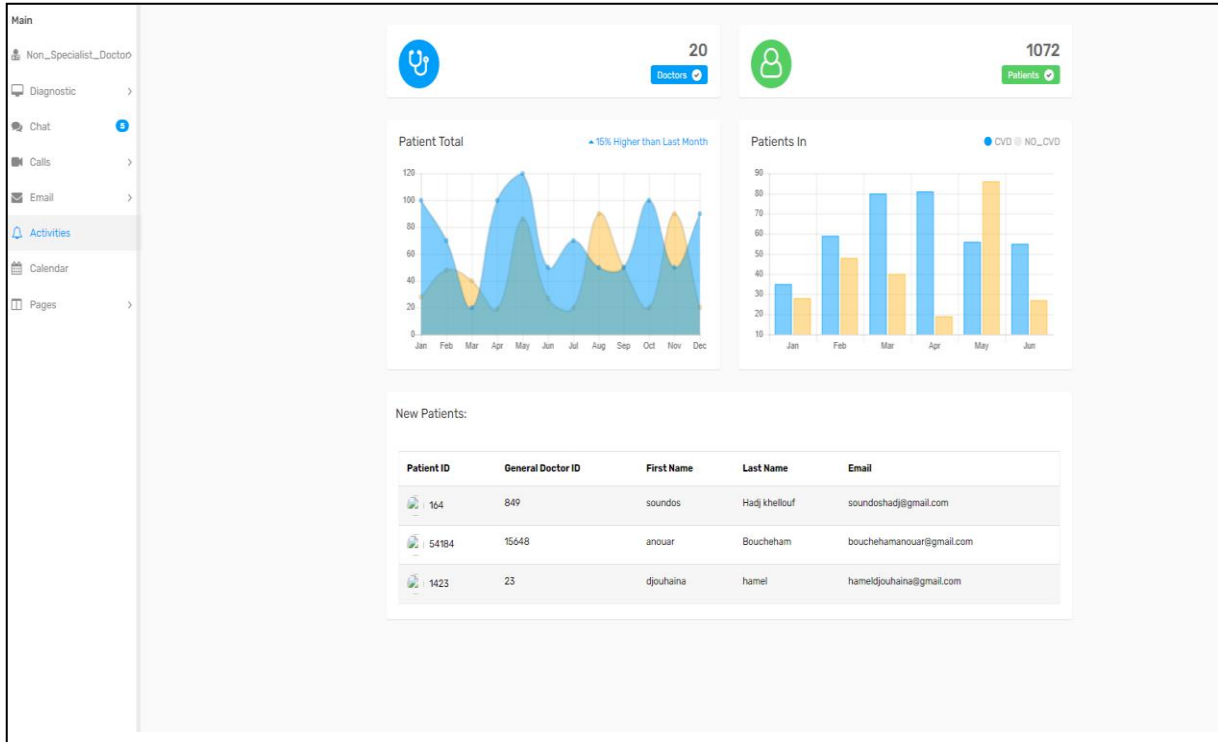 Main
Non_Specialist_Doctor
Diagnostic
Chat 5
Calls
Email
Activities
Calendar
Pages
20
Doctors
1072
Patients
Patient Total 15% Higher than Last Month
120
100
80
60
40
20
0
Jan Feb Mar Apr May Jun Jul Aug Sep Oct Nov Dec
Patients In CVD NO_CVD
90
80
70
60
50
40
30
20
10
Jan Feb Mar Apr May Jun
New Patients:
Patient ID General Doctor ID First Name Last Name Email
164 849 soundos Hadj khellouf soundoshadj@gmail.com
54184 15648 anouar Boucheham bouchehamanouar@gmail.com
1423 23 djouhaina hamel hameldjouhaina@gmail.com